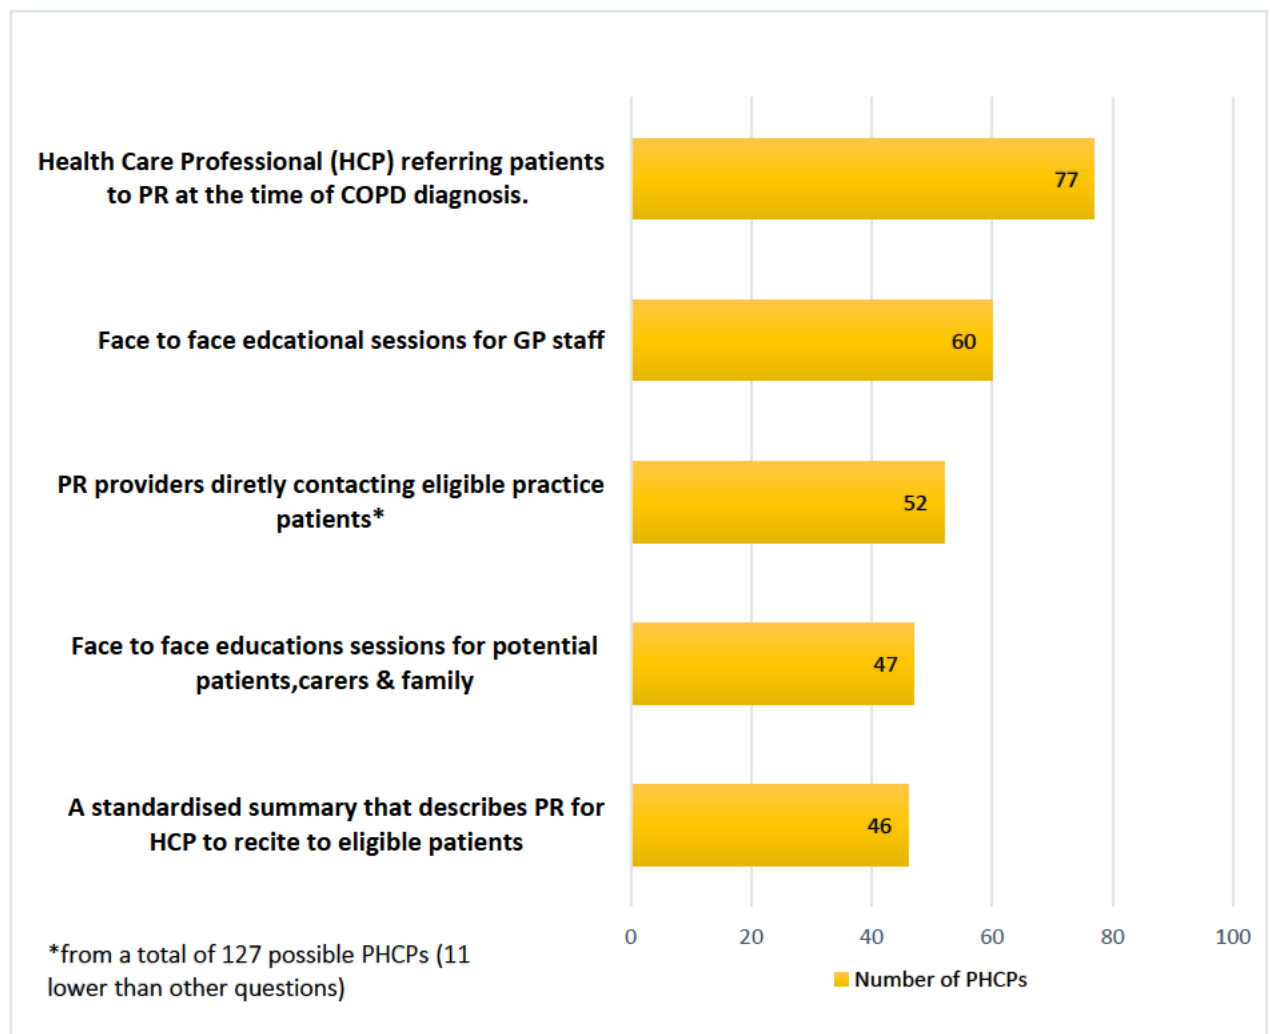 Health Care Professional (HCP) referring patients
to PR at the time of COPD diagnosis.
77
Face to face edcational sessions for GP staff
60
PR providers diretly contacting eligible practice
patients*
52
Face to face educations sessions for potential
patients,carers & family
47
A standardised summary that describes PR for
HCP to recite to eligible patients
46
0 20 40 60 80 100
*from a total of 127 possible PHCPs (11
lower than other questions)
Number of PHCPs